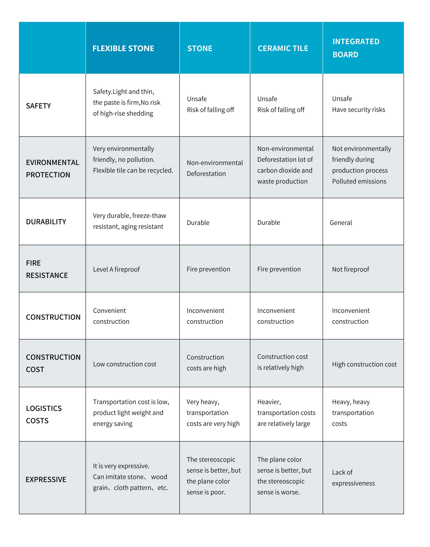 FLEXIBLE STONE
STONE
CERAMIC TILE
INTEGRATED
BOARD
SAFETY
Safety.Light and thin,
the paste is firm,No risk
of high-rise shedding
Unsafe
Risk of falling off
Unsafe
Risk of falling off
Unsafe
Have security risks
EVIRONMENTAL
PROTECTION
Very environmentally
friendly, no pollution.
Flexible tile can be recycled.
Non-environmental
Deforestation
Non-environmental
Deforestation lot of
carbon dioxide and
waste production
Not environmentally
friendly during
production process
Polluted emissions
DURABILITY
Very durable, freeze-thaw
resistant, aging resistant
Durable
Durable
General
FIRE
RESISTANCE
Level A fireproof
Fire prevention
Fire prevention
Not fireproof
CONSTRUCTION
Convenient
construction
Inconvenient
construction
Inconvenient
construction
Inconvenient
construction
CONSTRUCTION
COST
Low construction cost
Construction
costs are high
Construction cost
is relatively high
High construction cost
LOGISTICS
COSTS
Transportation cost is low,
product light weight and
energy saving
Very heavy,
transportation
costs are very high
Heavier,
transportation costs
are relatively large
Heavy, heavy
transportation
costs
EXPRESSIVE
It is very expressive.
Can imitate stone、 wood
grain、cloth pattern、etc.
The stereoscopic
sense is better, but
the plane color
sense is poor.
The plane color
sense is better, but
the stereoscopic
sense is worse.
Lack of
expressiveness